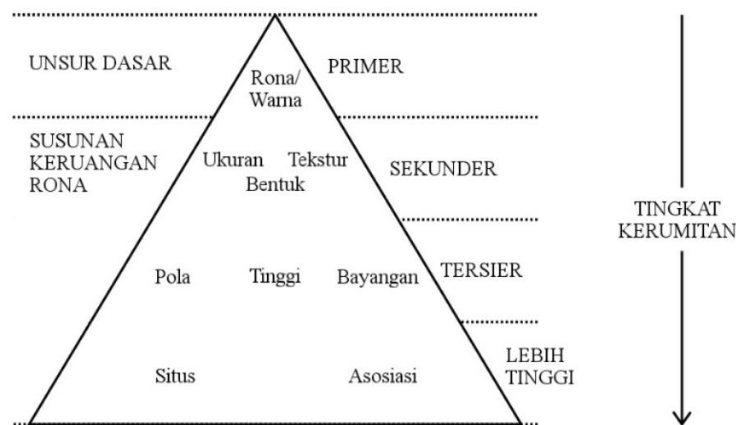 UNSUR DASAR
Rona/
Warna
PRIMER
SUSUNAN
KERUANGAN
RONA
Ukuran Tekstur
Bentuk
SEKUNDER
TINGKAT
KERUMITAN
Pola Tinggi Bayangan
TERSIER
Situs Asosiasi
LEBIH
TINGGI